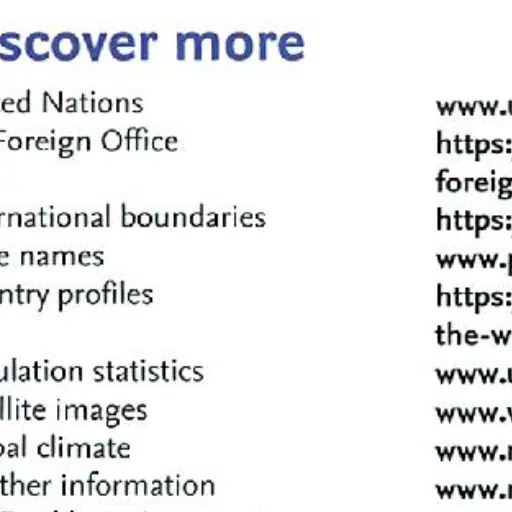 scover more
ed Nations www.u
Foreign Office https:
foreig
rnational boundaries https:
e names www.p
ntry profiles https:
the-w
ulation statistics www.u
llite images www.v
bal climate www.
ther information www.